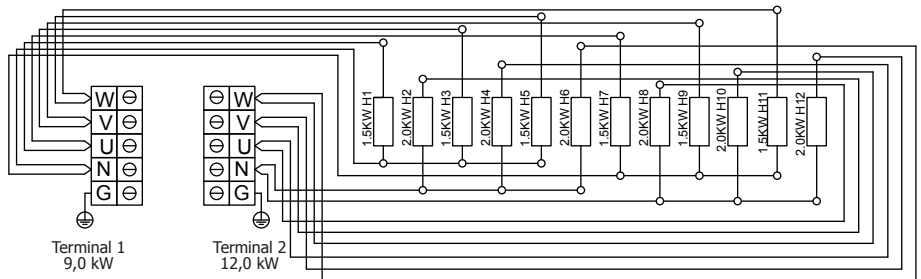 1.5KW H1
2.0KW H2
1.5KW H3
2.0KW H4
1.5KW H5
2.0KW H6
1.5KW H7
2.0KW H8
1.5KW H9
2.0KW H10
1.5KW H11
2.0KW H12
W
V
U
N
G
Terminal 1
9,0 kW
W
V
U
N
G
Terminal 2
12,0 kW